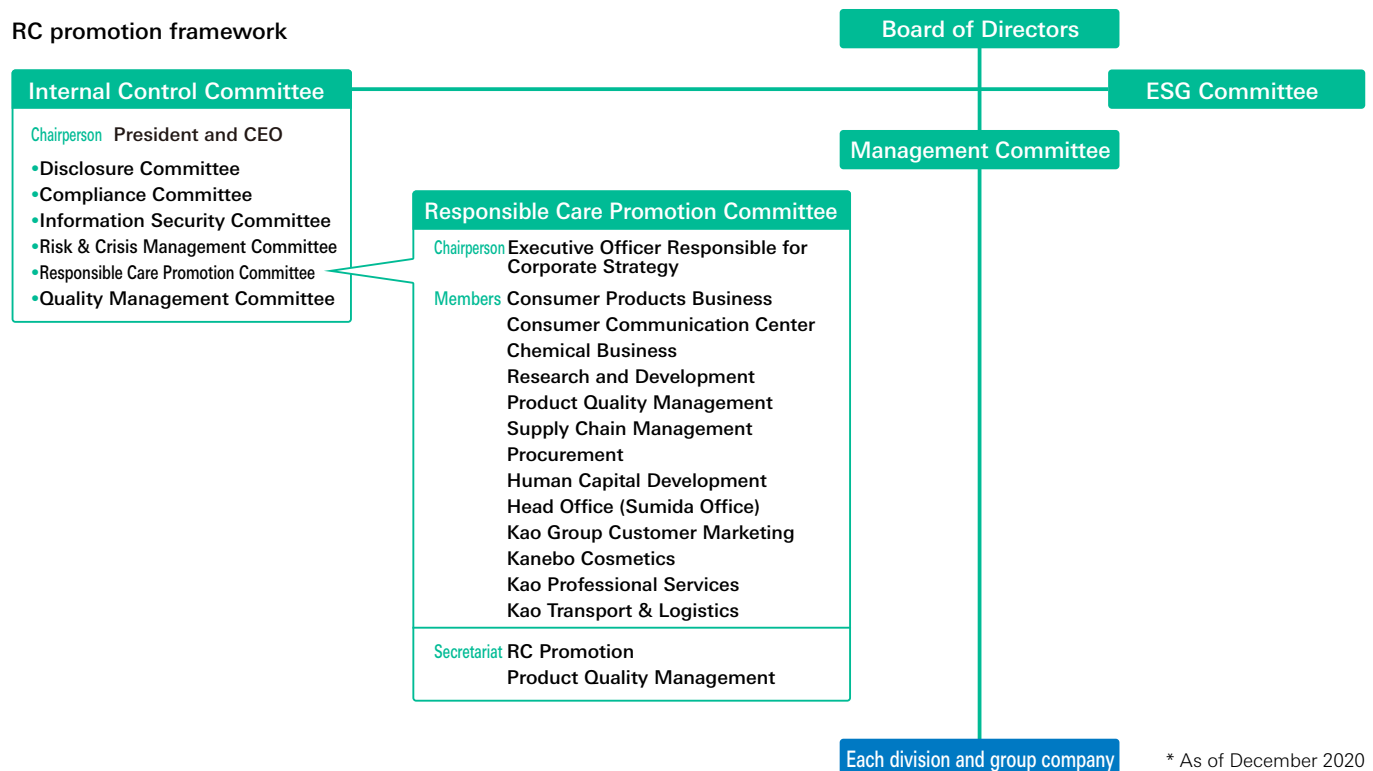 RC promotion framework
Board of Directors
Internal Control Committee
ESG Committee
Chairperson President and CEO
•Disclosure Committee
•Compliance Committee
•Information Security Committee
•Risk & Crisis Management Committee
•Responsible Care Promotion Committee
•Quality Management Committee
Management Committee
Responsible Care Promotion Committee
Chairperson Executive Officer Responsible for
Corporate Strategy
Members Consumer Products Business
Consumer Communication Center
Chemical Business
Research and Development
Product Quality Management
Supply Chain Management
Procurement
Human Capital Development
Head Office (Sumida Office)
Kao Group Customer Marketing
Kanebo Cosmetics
Kao Professional Services
Kao Transport & Logistics
Secretariat RC Promotion
Product Quality Management
Each division and group company
* As of December 2020